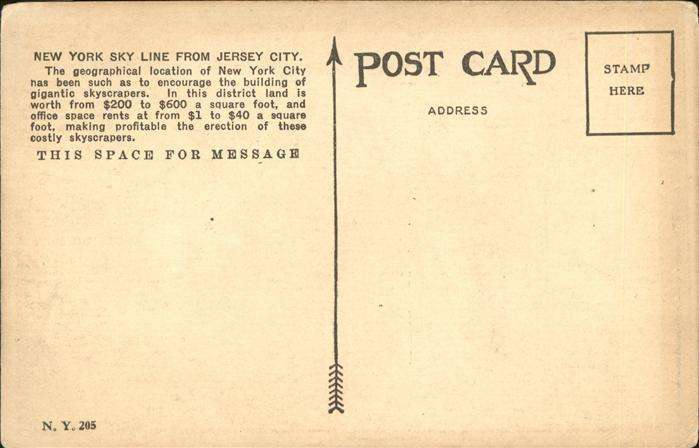 NEW YORK SKY LINE FROM JERSEY CITY.
The geographical location of New York City
has been such as to encourage the building of
gigantic skyscrapers. In this district land is
worth from $200 to $600 a square foot, and
office space rents at from $1 to $40 a square
foot, making profitable the erection of these
costly skyscrapers.
THIS SPACE FOR MESSAGE
N. Y. 205
POST CARD
ADDRESS
STAMP
HERE